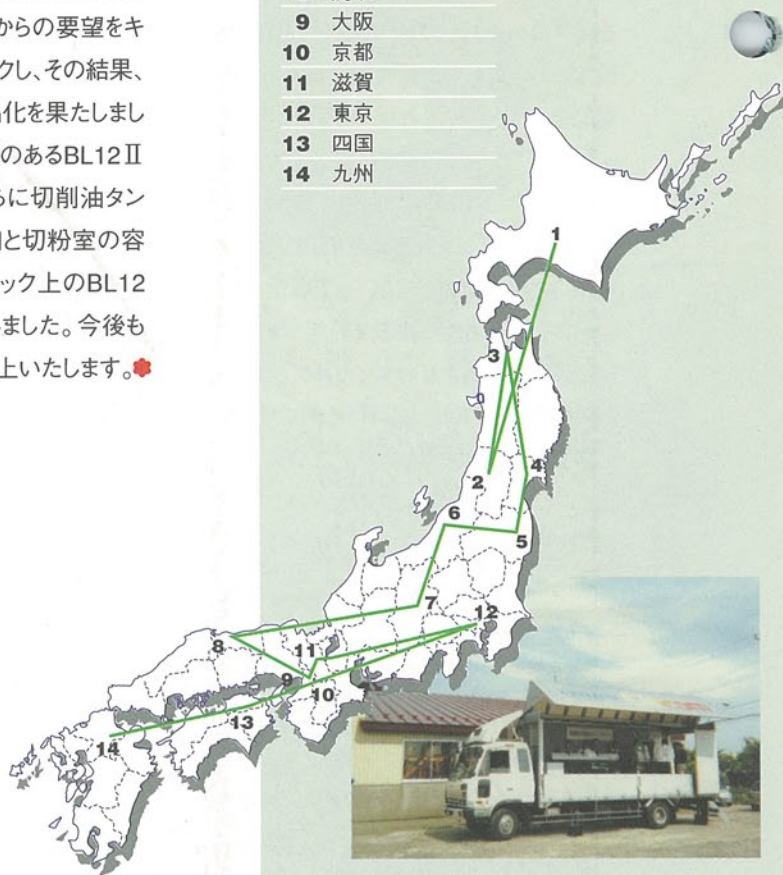 からの要望をキ
クし、その結果、
化を果たしまし
のあるBL12Ⅱ
らに切削油タン
と切粉室の容
ック上のBL12
ました。今後も
上いたします。
9 大阪
10 京都
11 滋賀
12 東京
13 四国
14 九州
1
3
2
4
6
5
7
12
8
11
9
10
13
14